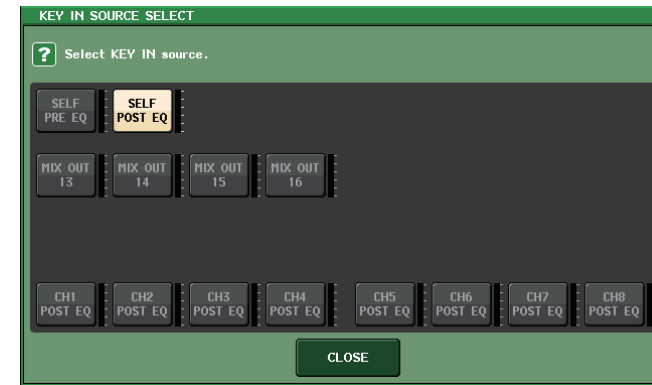 KEY IN SOURCE SELECT
? Select KEY IN source.
SELF
PRE EQ
SELF
POST EQ
MIX OUT
13
MIX OUT
14
MIX OUT
15
MIX OUT
16
CH1
POST EQ
CH2
POST EQ
CH3
POST EQ
CH4
POST EQ
CH5
POST EQ
CH6
POST EQ
CH7
POST EQ
CH8
POST EQ
CLOSE